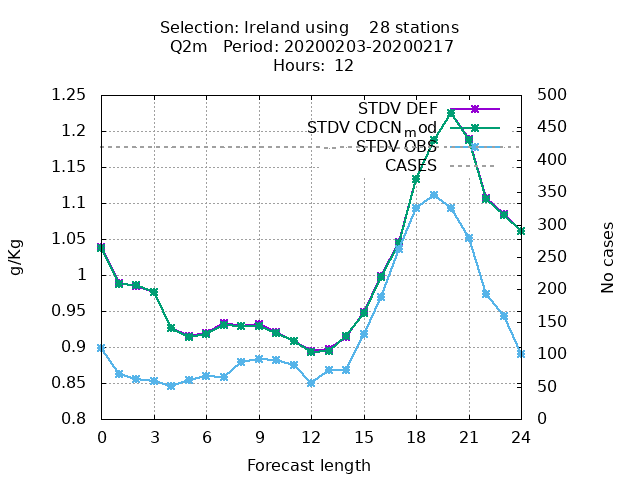 Selection: Ireland using    28 stations
Q2m   Period: 20200203-20200217
Hours:  12
STDV DEF
STDV CDCNmod
STDV OBS
CASES
1.25
1.2
1.15
1.1
1.05
1
0.95
0.9
0.85
0.8
500
450
400
350
300
250
200
150
100
50
0
g/Kg
No cases
0 3 6 9 12 15 18 21 24
Forecast length